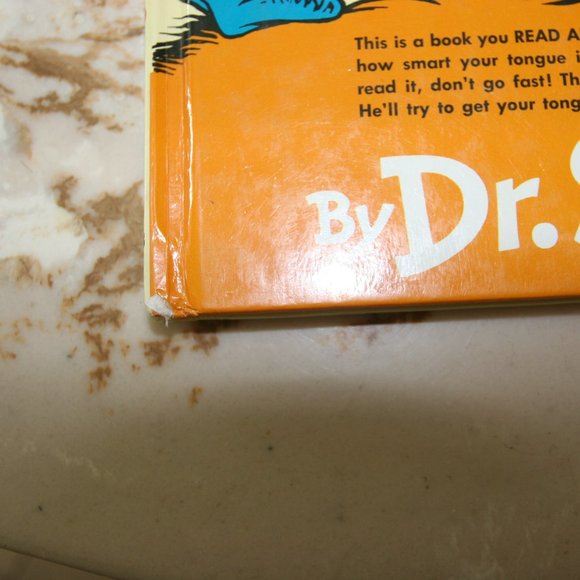 This is a book you READ A
how smart your tongue i
read it, don't go fast! Th
He'll try to get your tong
By Dr.